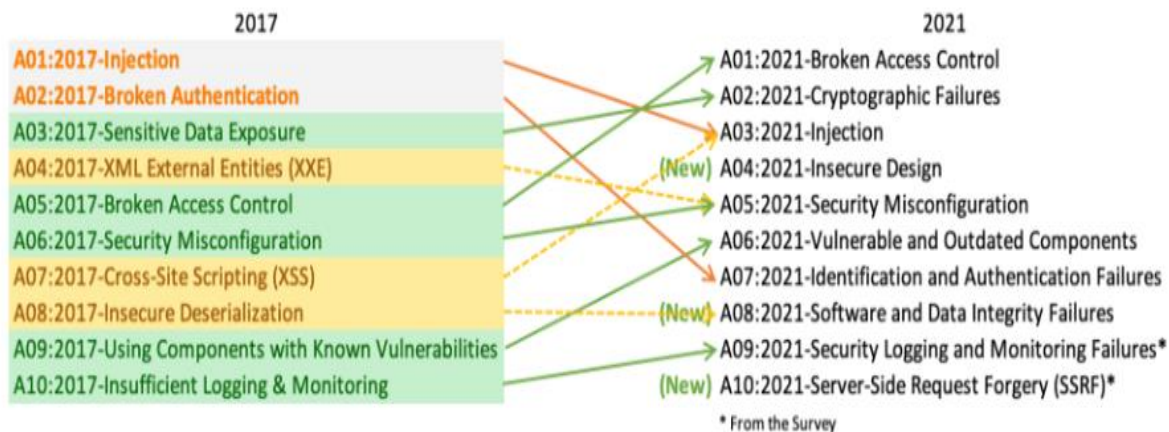 2017
A01:2017-Injection
A02:2017-Broken Authentication
A03:2017-Sensitive Data Exposure
A04:2017-XML External Entities (XXE)
A05:2017-Broken Access Control
A06:2017-Security Misconfiguration
A07:2017-Cross-Site Scripting (XSS)
A08:2017-Insecure Deserialization
A09:2017-Using Components with Known Vulnerabilities
A10:2017-Insufficient Logging & Monitoring
2021
A01:2021-Broken Access Control
A02:2021-Cryptographic Failures
A03:2021-Injection
(New) A04:2021-Insecure Design
A05:2021-Security Misconfiguration
A06:2021-Vulnerable and Outdated Components
A07:2021-Identification and Authentication Failures
(New) A08:2021-Software and Data Integrity Failures
A09:2021-Security Logging and Monitoring Failures*
(New) A10:2021-Server-Side Request Forgery (SSRF)*
* From the Survey